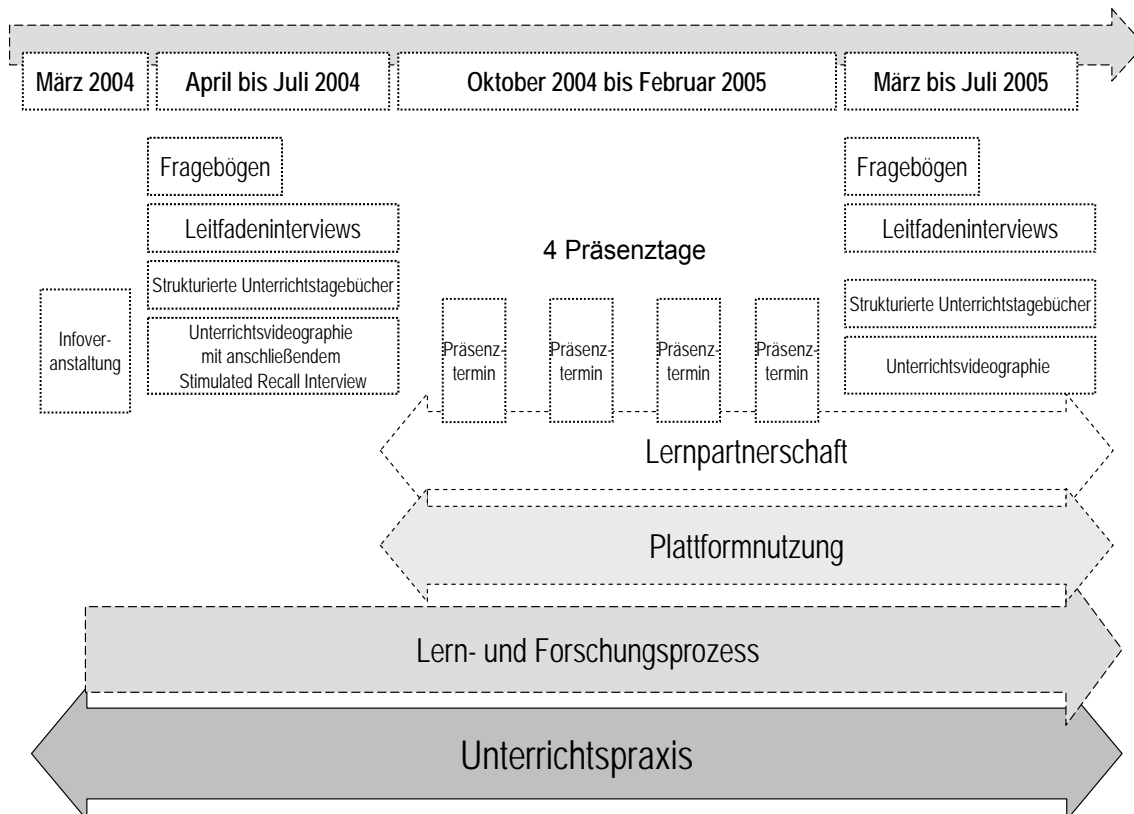 März 2004
April bis Juli 2004
Oktober 2004 bis Februar 2005
März bis Juli 2005
Fragebögen
Leitfadeninterviews
Strukturierte Unterrichtstagebücher
Unterrichtsvideographie
mit anschließendem
Stimulated Recall Interview
Infover-
anstaltung
4 Präsenztage
Präsenz-
termin
Präsenz-
termin
Präsenz-
termin
Präsenz-
termin
Fragebögen
Leitfadeninterviews
Strukturierte Unterrichtstagebücher
Unterrichtsvideographie
Lernpartnerschaft
Plattformnutzung
Lern- und Forschungsprozess
Unterrichtspraxis